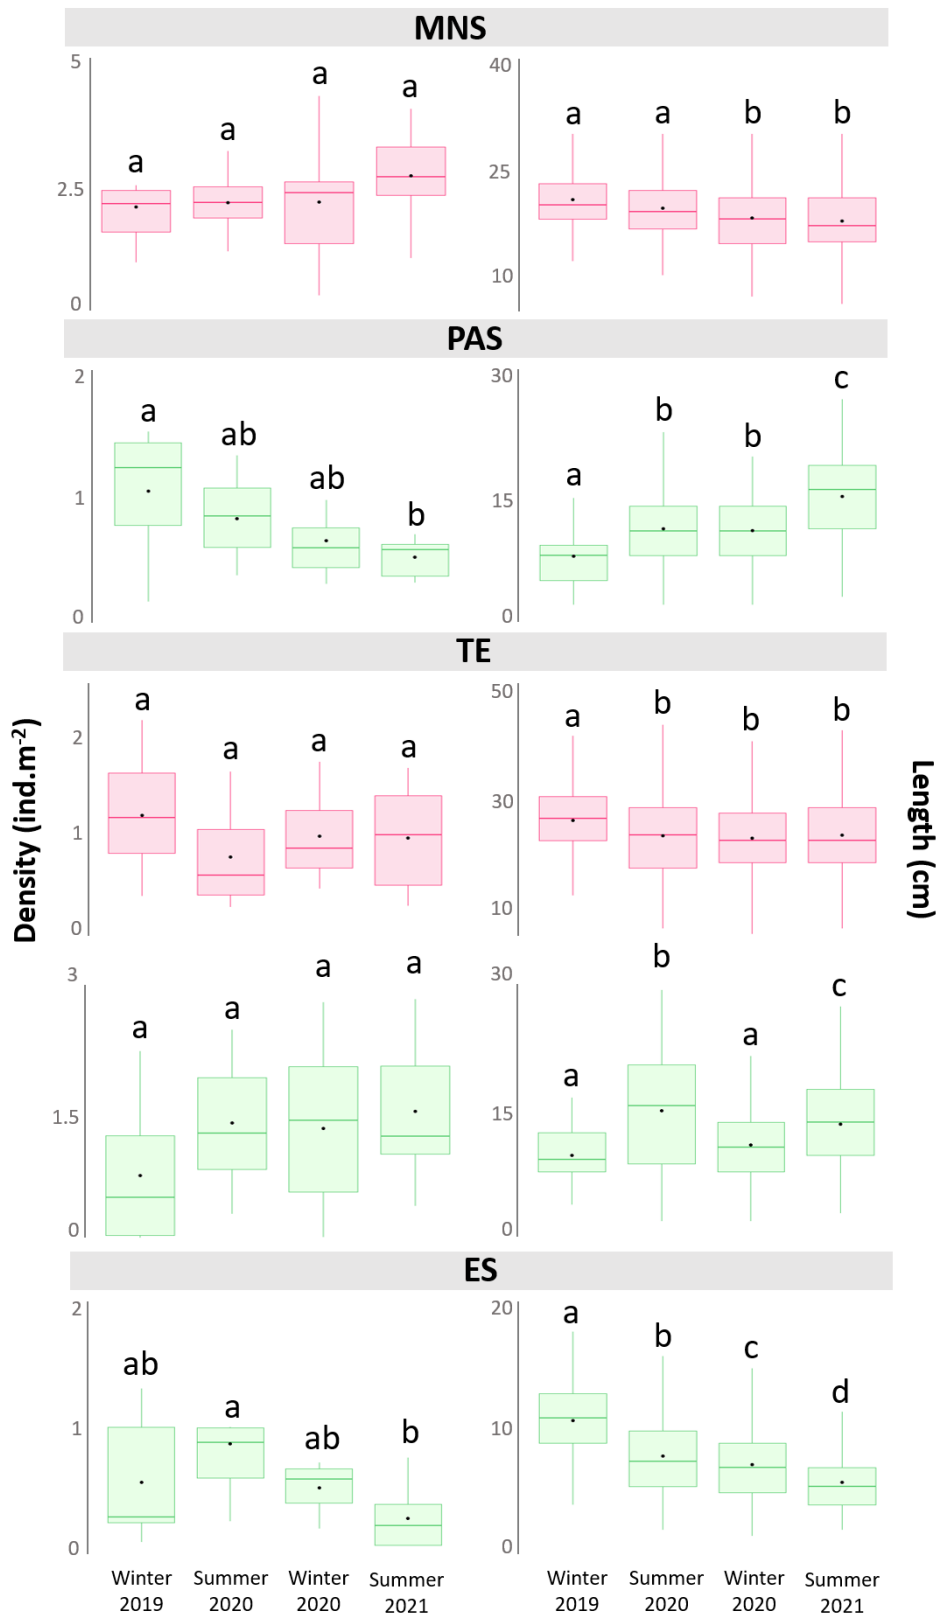 MNS
5
2.5
0
a
a
a
a
40
25
10
a
a
b
b
PAS
2
1
0
a
ab
ab
b
30
15
0
a
b
b
c
TE
Density (ind.m-2)
2
1
0
a
a
a
a
50
30
10
a
b
b
b
Length (cm)
3
1.5
0
a
a
a
a
30
15
0
a
b
a
c
ES
2
1
0
ab
a
ab
b
20
10
0
a
b
c
d
Winter Summer Winter Summer Winter Summer Winter Summer
2019 2020 2020 2021 2019 2020 2020 2021